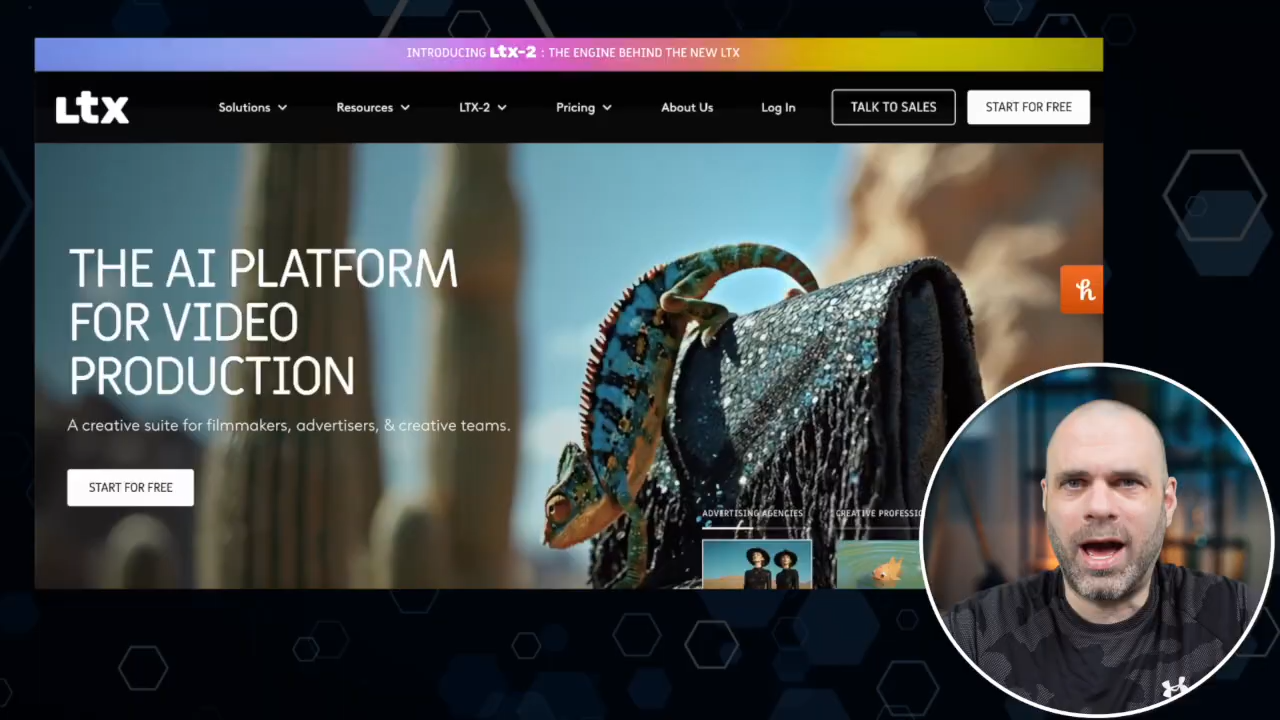 INTRODUCING Ltx-2 : THE ENGINE BEHIND THE NEW LTX
Ltx
Solutions
Resources
LTX-2
Pricing
About Us
Log In
TALK TO SALES
START FOR FREE
THE AI PLATFORM
FOR VIDEO
PRODUCTION
A creative suite for filmmakers, advertisers, & creative teams.
START FOR FREE
h
ADVERTISING AGENCIES
CREATIVE